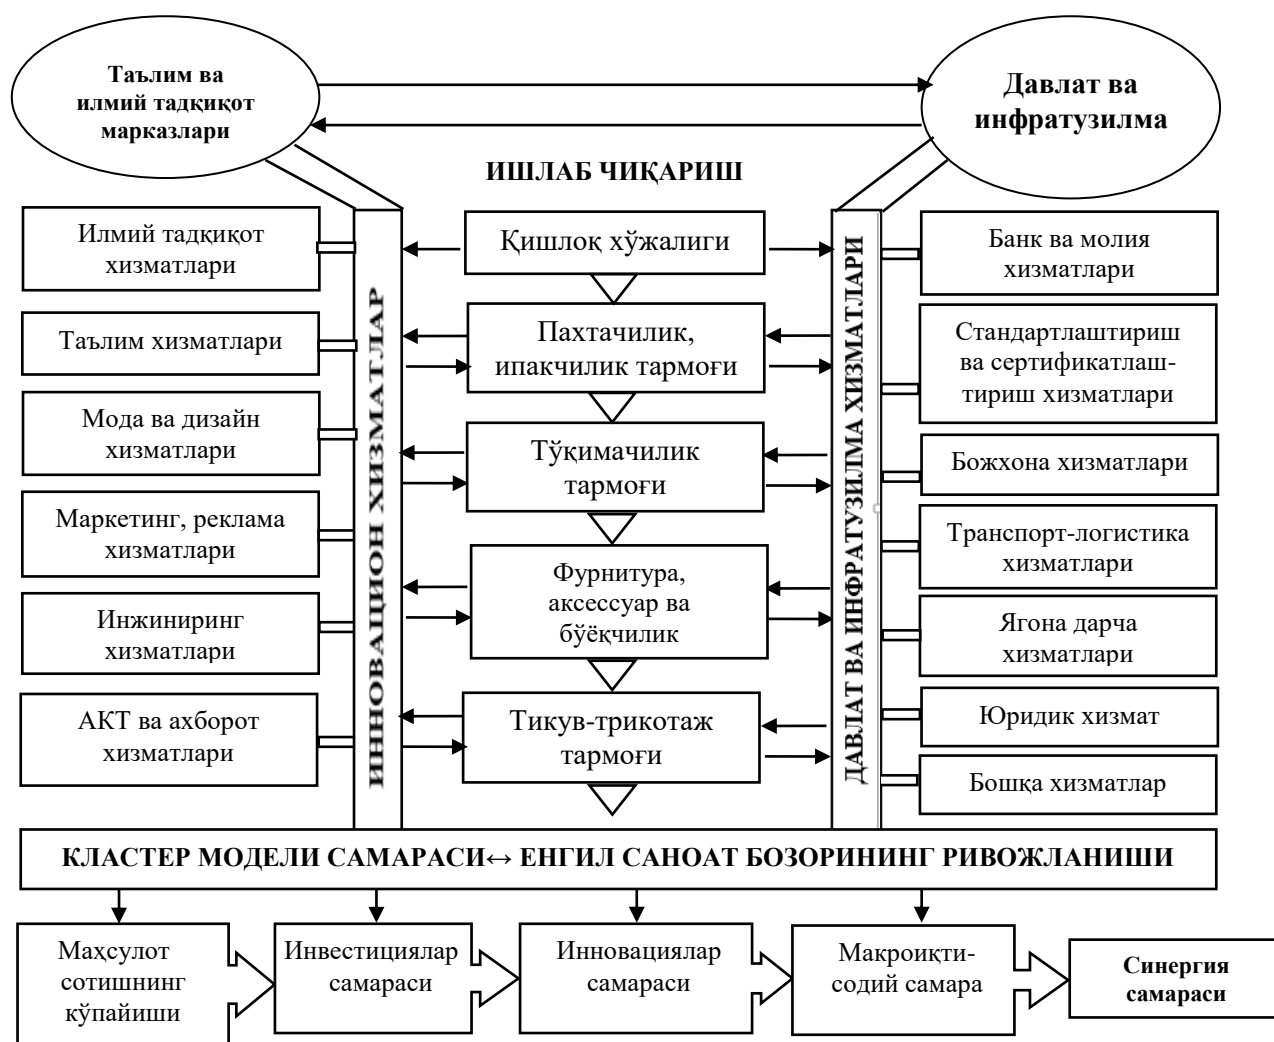 Таълим ва
илмий тадқиқот
марказлари
Давлат ва
инфратузилма
ИШЛАБ ЧИҚАРИШ
Илмий тадқиқот
хизматлари
Таълим хизматлари
Мода ва дизайн
хизматлари
Маркетинг, реклама
хизматлари
Инжиниринг
хизматлари
АКТ ва ахборот
хизматлари
ИННОВАЦИОН ХИЗМАТЛАР
Қишлоқ хўжалиги
Пахтачилик,
ипакчилик тармоғи
Тўқимачилик
тармоғи
Фурнитура,
аксессуар ва
бўёқчилик
Тикув-трикотаж
тармоғи
ДАВЛАТ ВА ИНФРАТУЗИЛМА ХИЗМАТЛАРИ
Банк ва молия
хизматлари
Стандартлаштириш
ва сертификатлаш-
тириш хизматлари
Божхона хизматлари
Транспорт-логистика
хизматлари
Ягона дарча
хизматлари
Юридик хизмат
Бошқа хизматлар
КЛАСТЕР МОДЕЛИ САМАРАСИ↔ ЕНГИЛ САНОАТ БОЗОРИНИНГ РИВОЖЛАНИШИ
Маҳсулот
сотишнинг
кўпайиши
Инвестициялар
самараси
Инновациялар
самараси
Макроиқти-
содий самара
Синергия
самараси